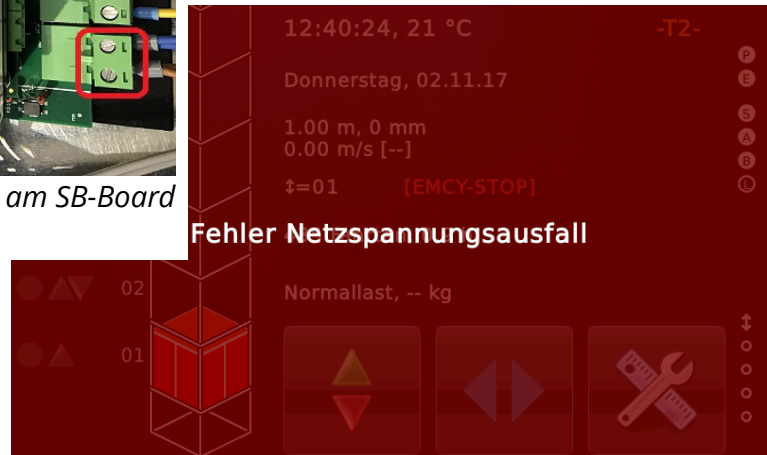 am SB-Board
12:40:24, 21 °C
-T2-
Donnerstag, 02.11.17
P
E
1.00 m, 0 mm
0.00 m/s [--]
S
A
B
L
↕=01
[EMCY-STOP]
Fehler Netzspannungsausfall
02
Normallast, -- kg
01